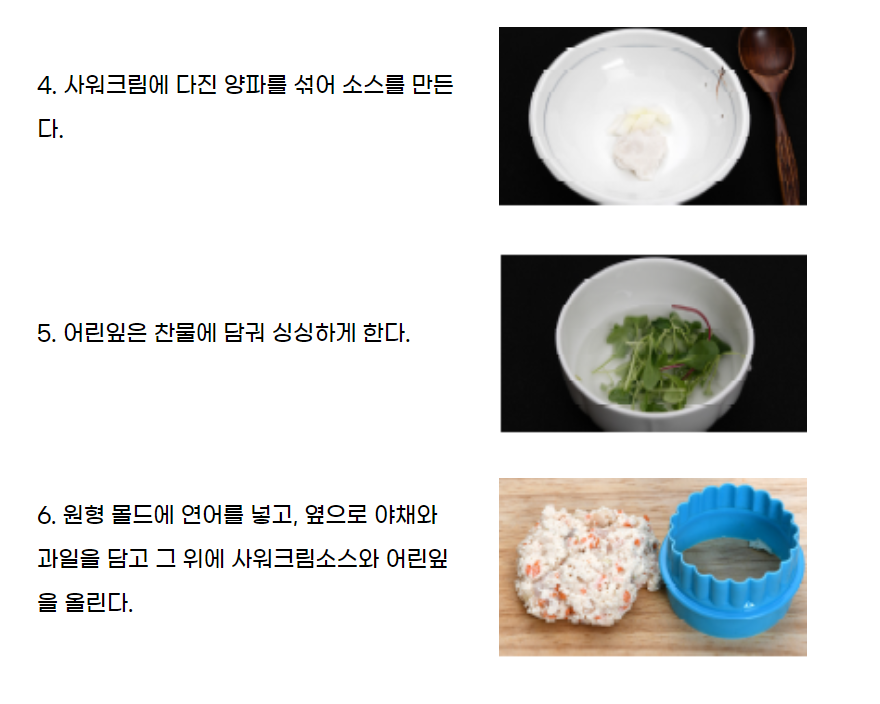 4. 사워크림에 다진 양파를 섞어 소스를 만든
다.
5. 어린잎은 찬물에 담궈 싱싱하게 한다.
6. 원형 몰드에 연어를 넣고, 옆으로 야채와
과일을 담고 그 위에 사워크림소스와 어린잎
을 올린다.